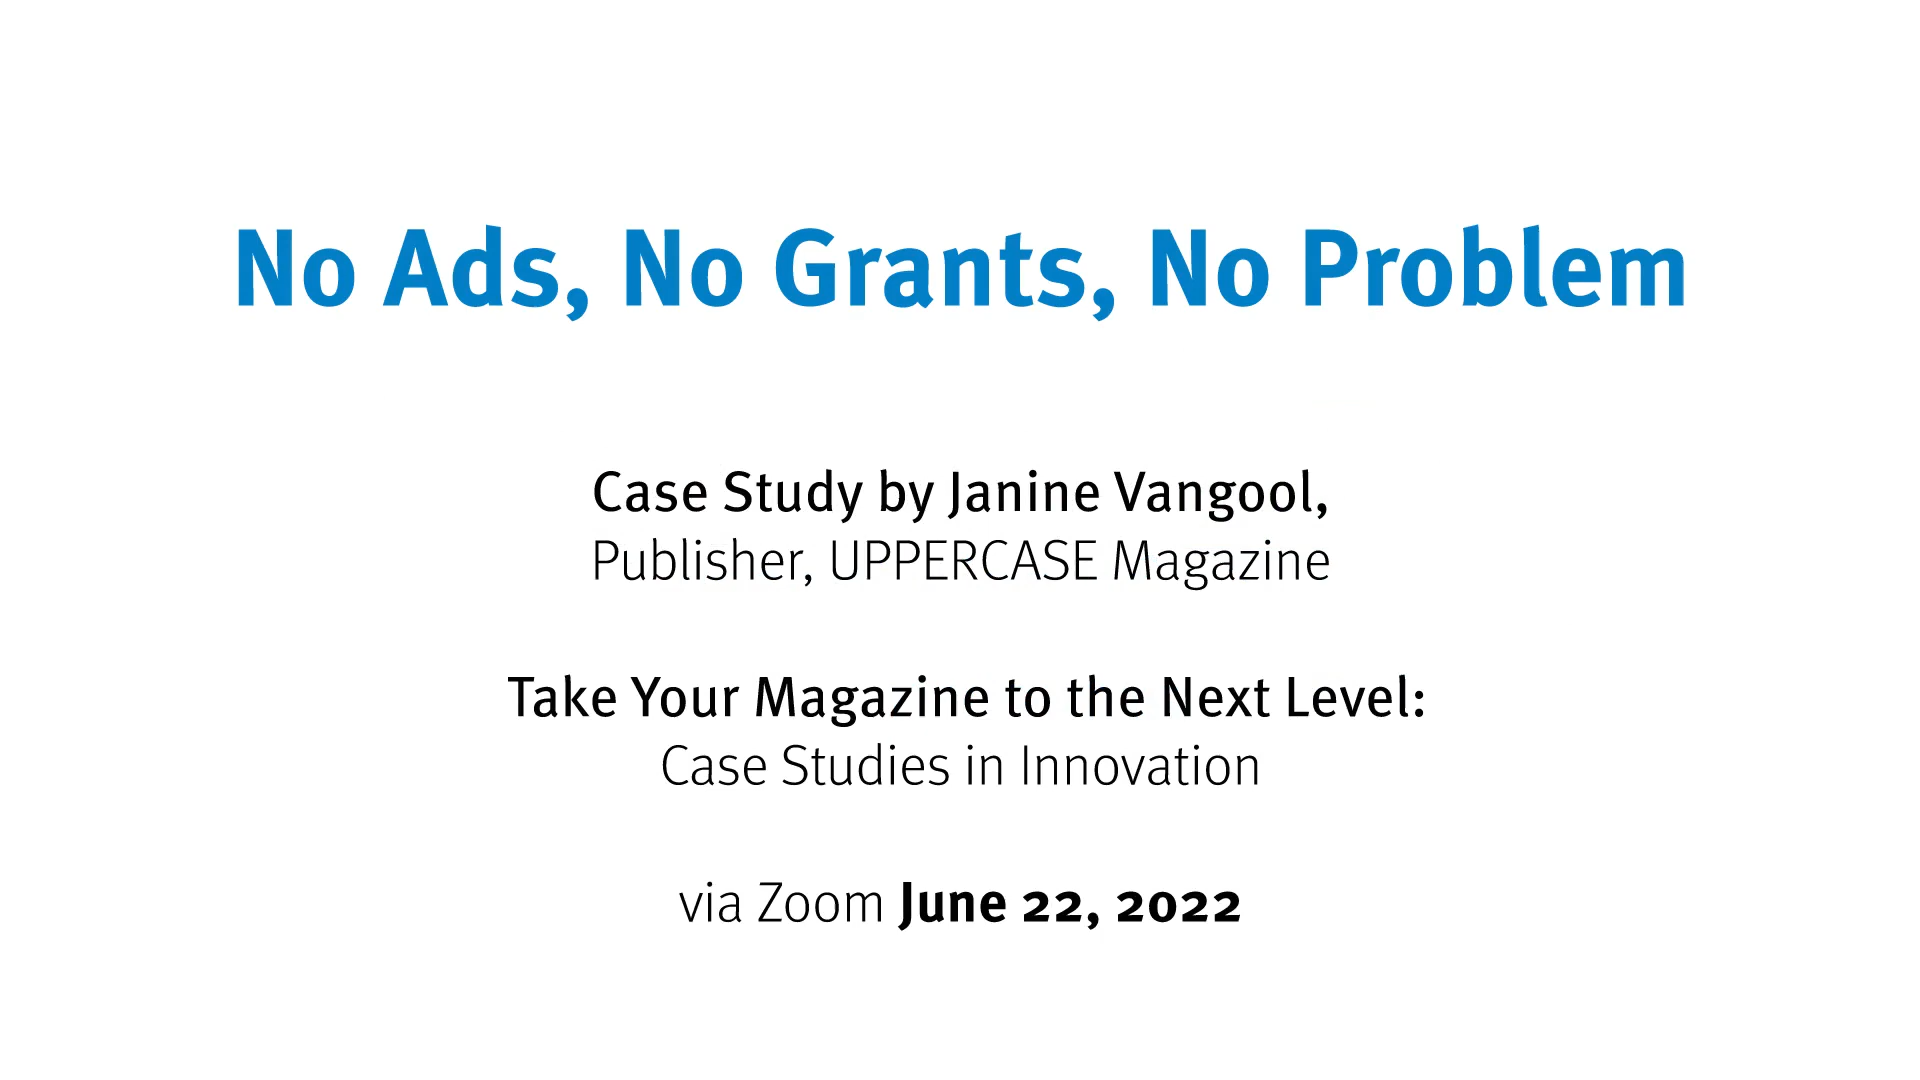 No Ads, No Grants, No Problem
Case Study by Janine Vangool,
Publisher, UPPERCASE Magazine
Take Your Magazine to the Next Level:
Case Studies in Innovation
via Zoom June 22, 2022